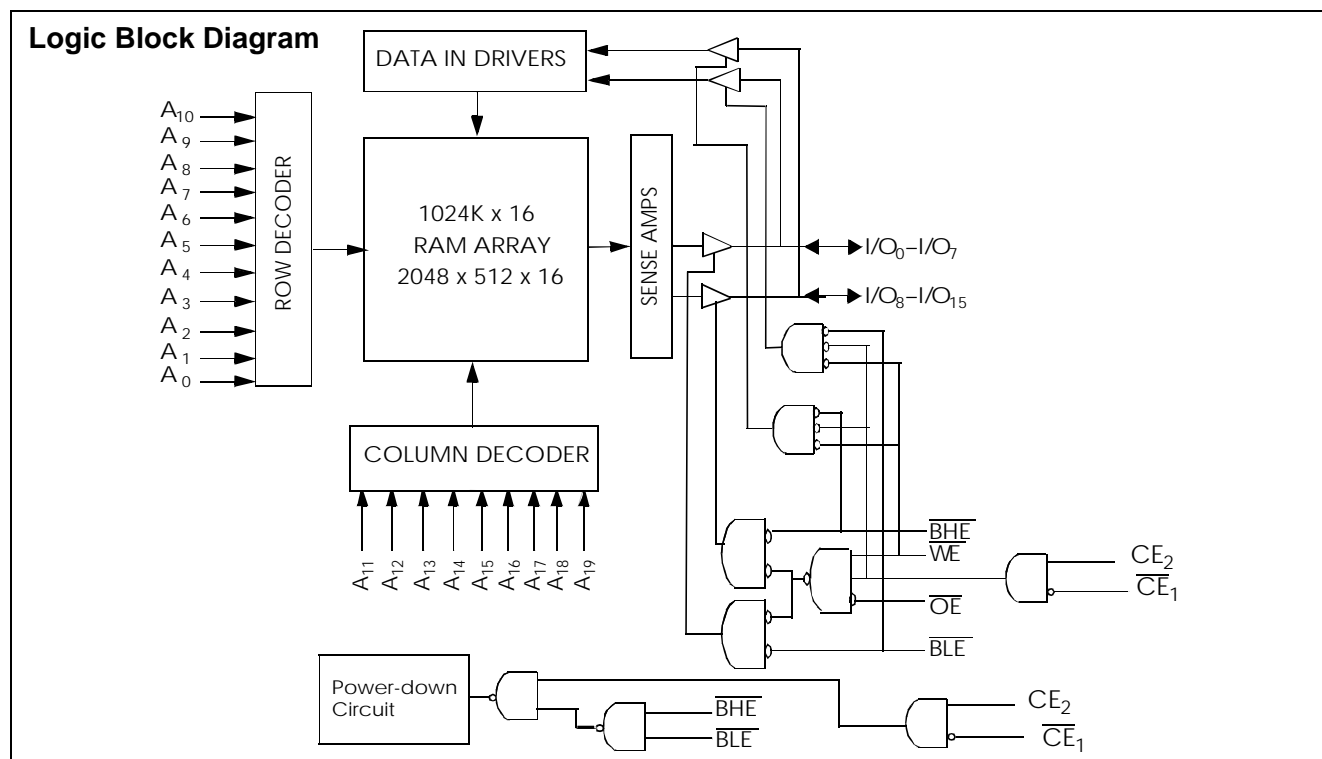 Logic Block Diagram
DATA IN DRIVERS
A10
A9
A8
A7
A6
A5
A4
A3
A2
A1
A0
ROW DECODER
1024K x 16
RAM ARRAY
2048 x 512 x 16
SENSE AMPS
I/O0–I/O7
I/O8–I/O15
COLUMN DECODER
A11
A12
A13
A14
A15
A16
A17
A18
A19
BHE
WE
OE
BLE
CE2
CE1
Power-down
Circuit
BHE
BLE
CE2
CE1